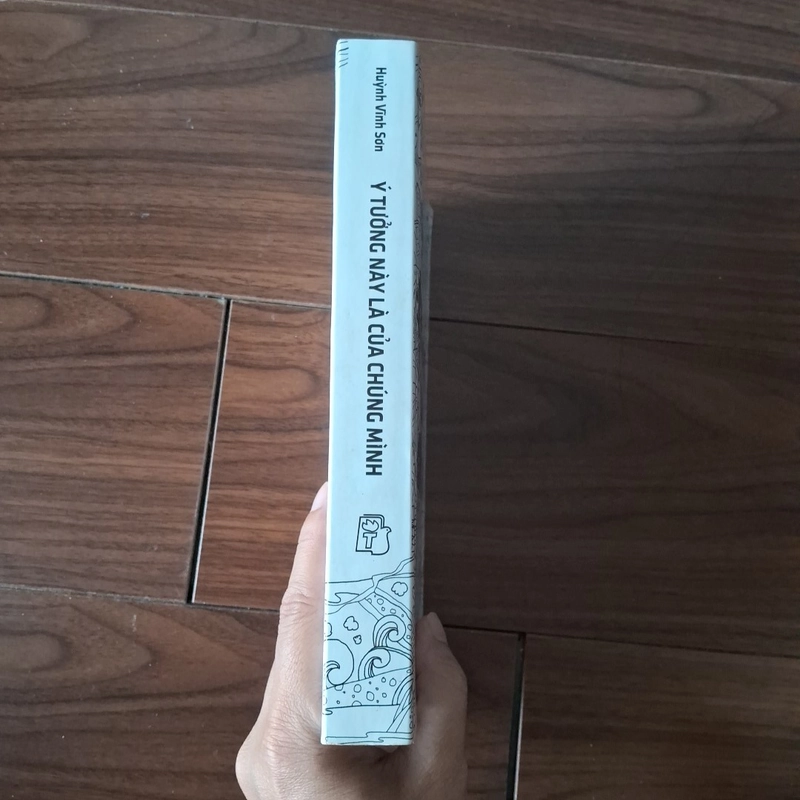 Huỳnh Vĩnh Sơn
Ý TƯỞNG NÀY LÀ CỦA CHÚNG MÌNH